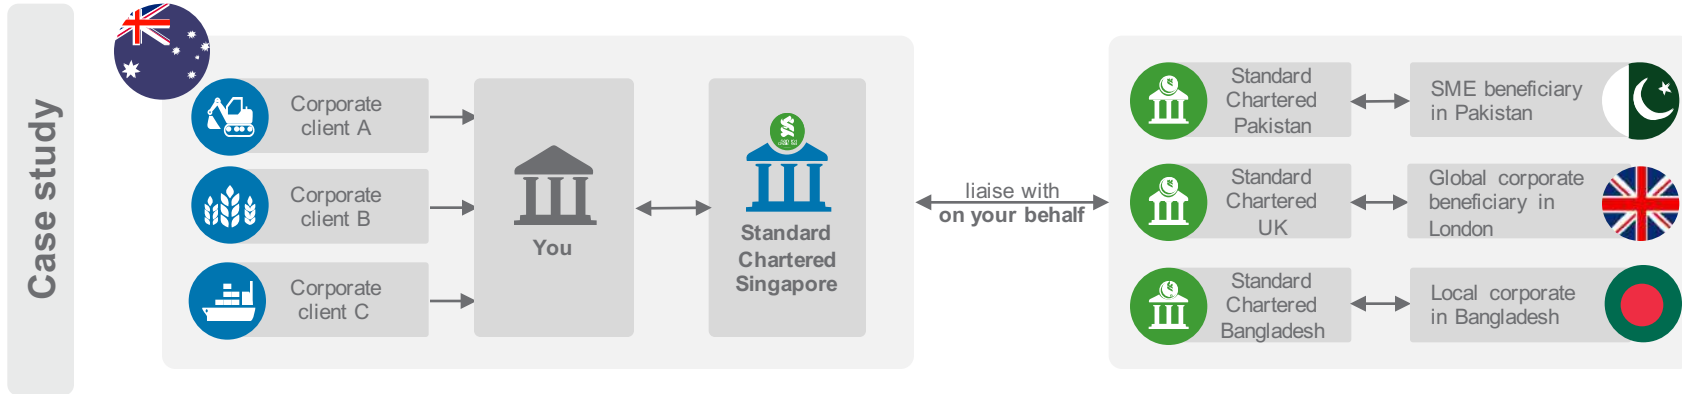 Case study
Corporate
client A
Corporate
client B
Corporate
client C
You
Standard
Chartered
Singapore
liaise with
on your behalf
Standard
Chartered
Pakistan
SME beneficiary
in Pakistan
Standard
Chartered
UK
Global corporate
beneficiary in
London
Standard
Chartered
Bangladesh
Local corporate
in Bangladesh